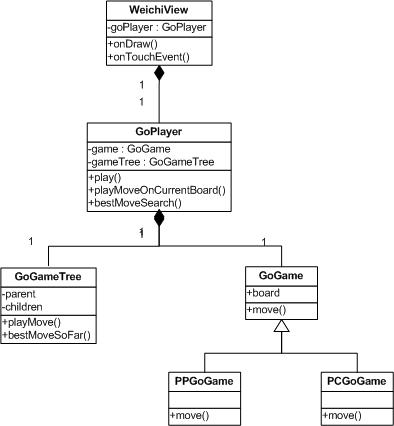 WeichiView
-goPlayer : GoPlayer
+onDraw()
+onTouchEvent()
1
1
GoPlayer
-game : GoGame
-gameTree : GoGameTree
+play()
+playMoveOnCurrentBoard()
+bestMoveSearch()
1
1
1
GoGameTree
-parent
-children
+playMove()
+bestMoveSoFar()
GoGame
+board
+move()
PPGoGame
+move()
PCGoGame
+move()